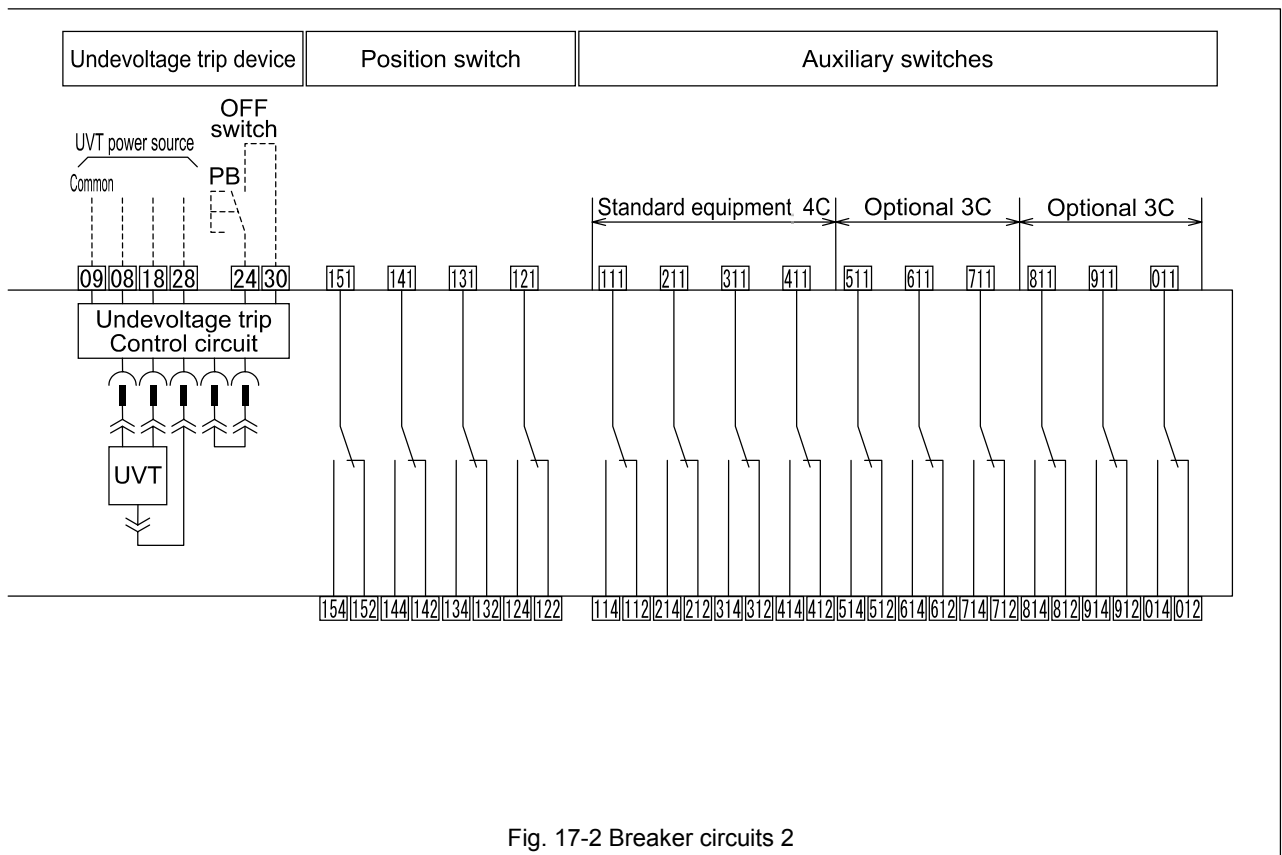 Undevoltage trip device
Position switch
Auxiliary switches
OFF
switch
UVT power source
PB
Common
Standard equipment 4C
Optional 3C
Optional 3C
09 08 18 28 24 30 151 141 131 121 111 211 311 411 511 611 711 811 911 011
Undevoltage trip
Control circuit
UVT
154 152 144 142 134 132 124 122 114 112 214 212 314 312 414 412 514 512 614 612 714 712 814 812 914 912 014 012
Fig. 17-2 Breaker circuits 2